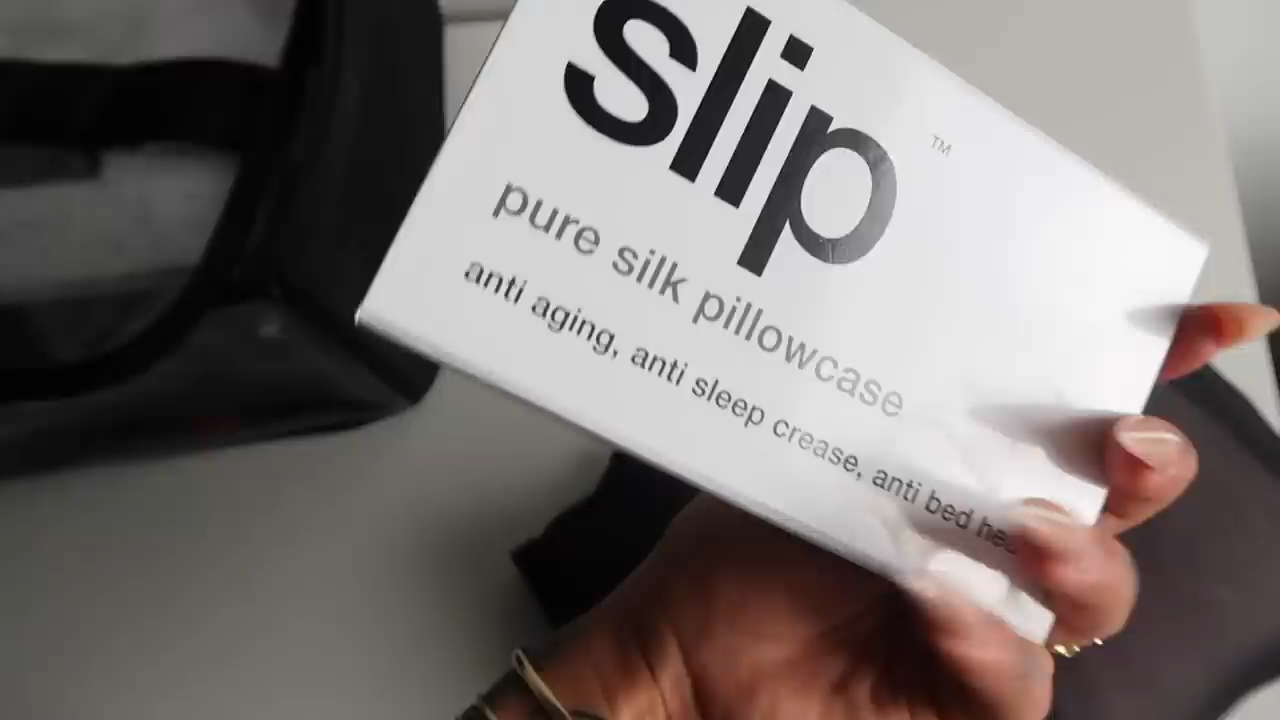 slip
TM
pure silk pillowcase
anti aging, anti sleep crease, anti bed